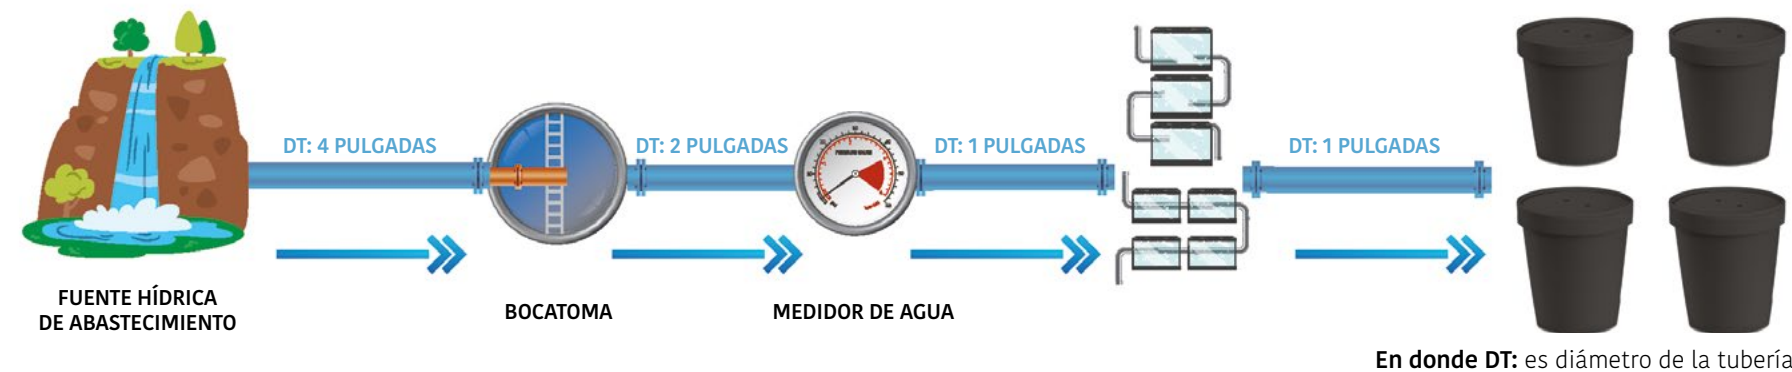 DT: 4 PULGADAS
DT: 2 PULGADAS
DT: 1 PULGADAS
DT: 1 PULGADAS
FUENTE HÍDRICA
DE ABASTECIMIENTO
BOCATOMA
MEDIDOR DE AGUA
En donde DT: es diámetro de la tubería